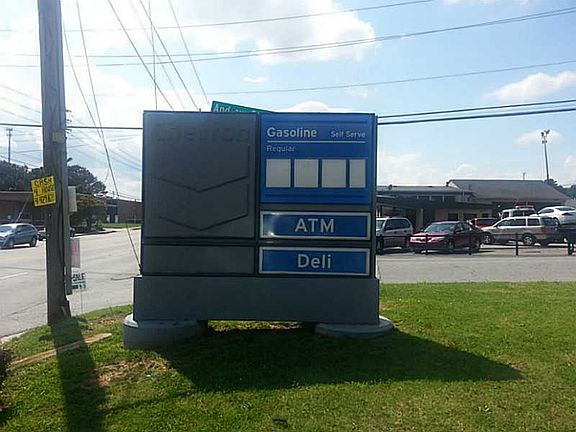 Chevron
Gasoline Self Serve
Regular
ATM
Deli